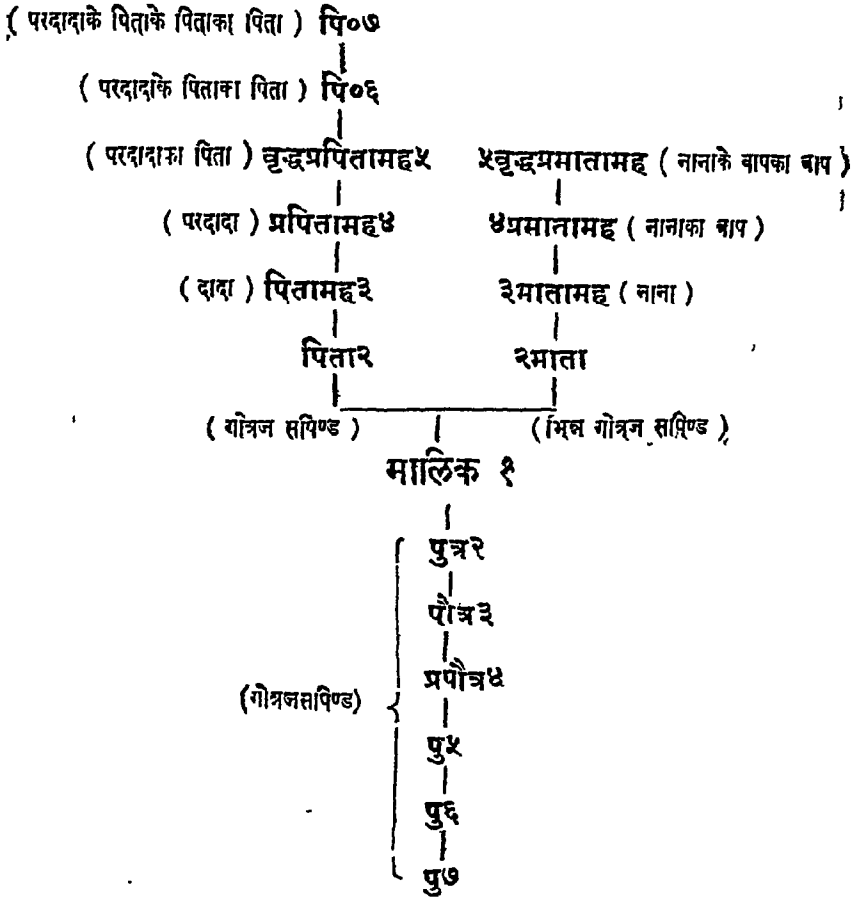 ( परदादाके पिताके पिताका पिता ) पि०७
( परदादाके पिताका पिता ) पि०६
( परदादाका पिता ) वृद्धप्रपितामह५ ५वृद्धप्रमातामह ( नानाके बापका बाप )
( परदादा ) प्रपितामह४ ४प्रमातामह ( नानाका बाप )
( दादा ) पितामह३ ३मातामह ( नाना )
पिता२ २माता
( गोत्रज सपिण्ड ) ( भिन्न गोत्रज सपिण्ड )
मालिक १
पुत्र२
पौत्र३
प्रपौत्र४
(गोत्रजसपिण्ड)
पु५
पु६
पु७